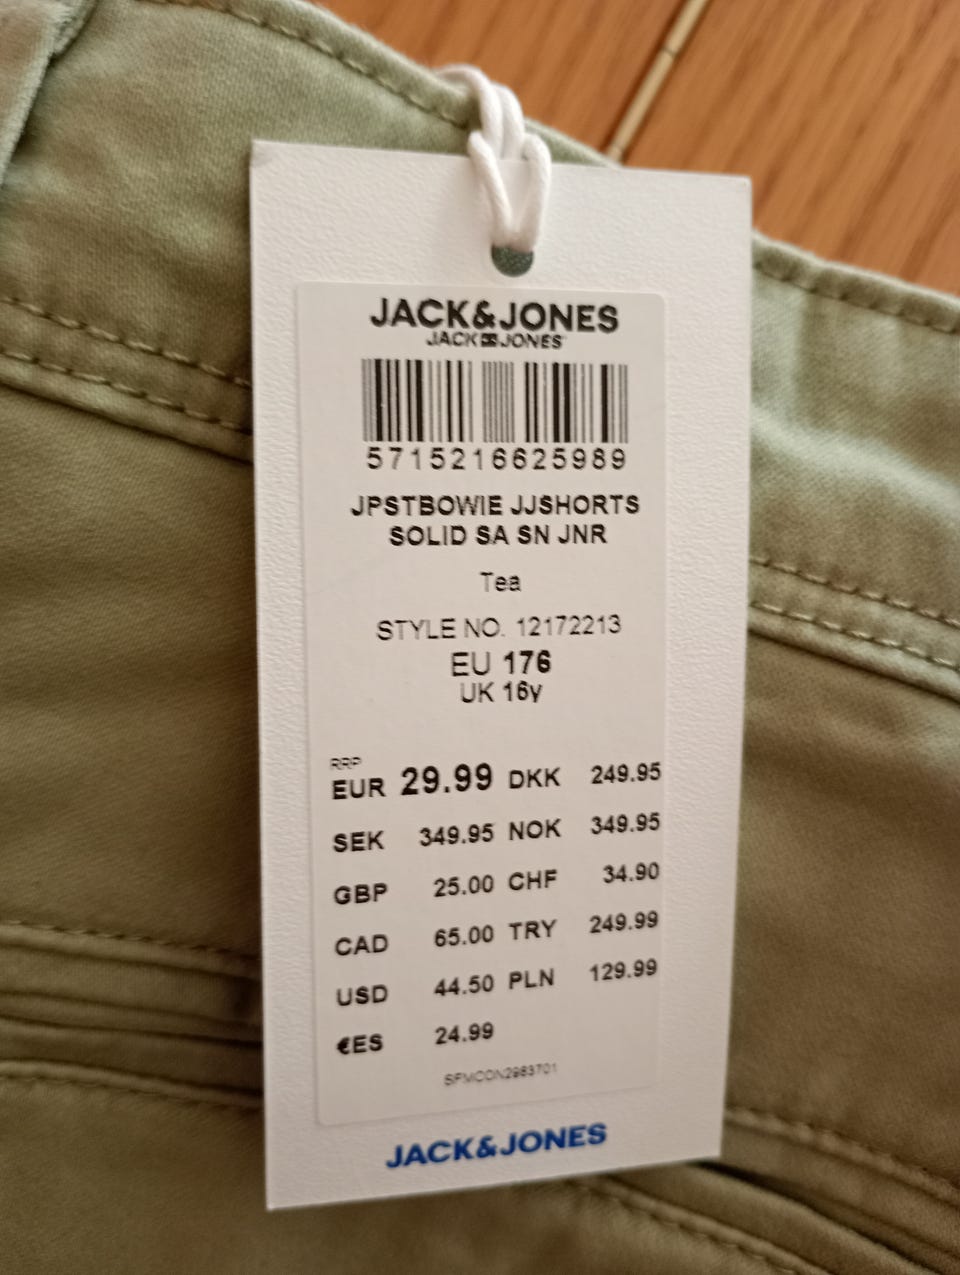 JACK&JONES
JACK&JONES
5715216625989
JPSTBOWIE JJSHORTS
SOLID SA SN JNR
Tea
STYLE NO. 12172213
EU 176
UK 16y
RRP
EUR 29.99 DKK 249.95
SEK 349.95 NOK 349.95
GBP 25.00 CHF 34.90
CAD 65.00 TRY 249.99
USD 44.50 PLN 129.99
€ES 24.99
SFMCON2983701
JACK&JONES